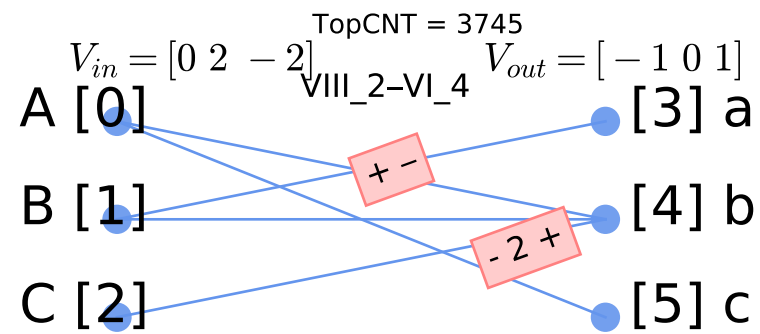 TopCNT = 3745
V_in = [0 2 − 2] V_out = [− 1 0 1]
VIII_2–VI_4
A [0] [3] a
+ −
B [1] [4] b
- 2 +
C [2] [5] c